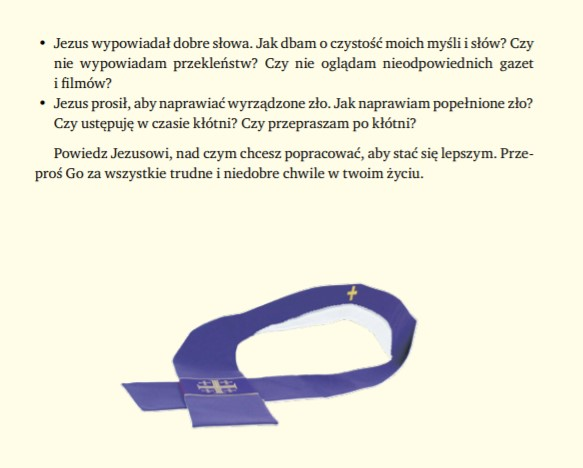 • Jezus wypowiadał dobre słowa. Jak dbam o czystość moich myśli i słów? Czy
nie wypowiadam przekleństw? Czy nie oglądam nieodpowiednich gazet
i filmów?
• Jezus prosił, aby naprawiać wyrządzone zło. Jak naprawiam popełnione zło?
Czy ustępuję w czasie kłótni? Czy przepraszam po kłótni?
Powiedz Jezusowi, nad czym chcesz popracować, aby stać się lepszym. Prze-
proś Go za wszystkie trudne i niedobre chwile w twoim życiu.